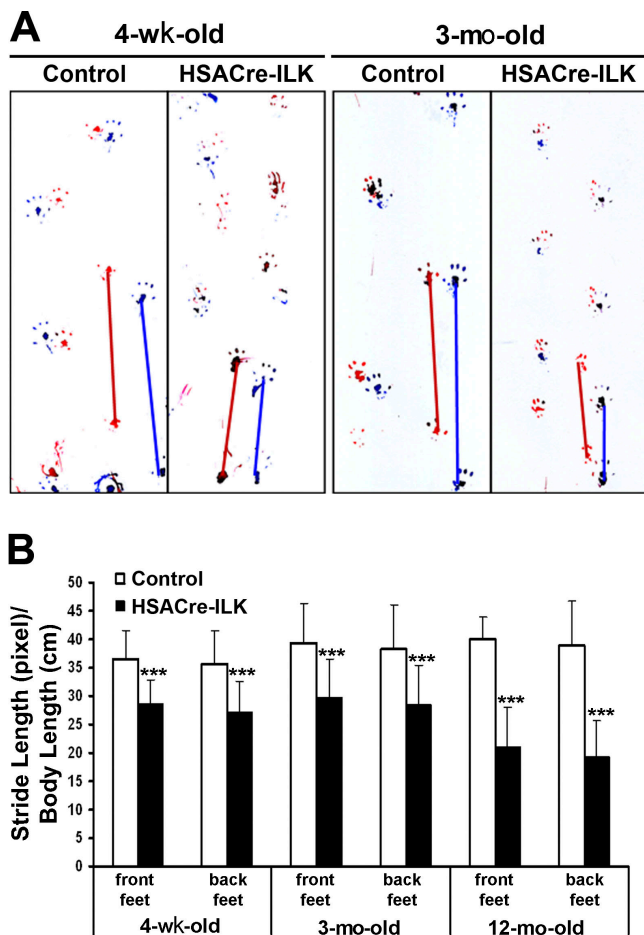 A
4-wk-old 3-mo-old
Control HSACre-ILK Control HSACre-ILK
B
Stride Length (pixel)/
Body Length (cm)
50
45
40
35
30
25
20
15
10
5
0
Control
HSACre-ILK
*** *** *** *** *** ***
front back front back front back
feet feet feet feet feet feet
4-wk-old 3-mo-old 12-mo-old